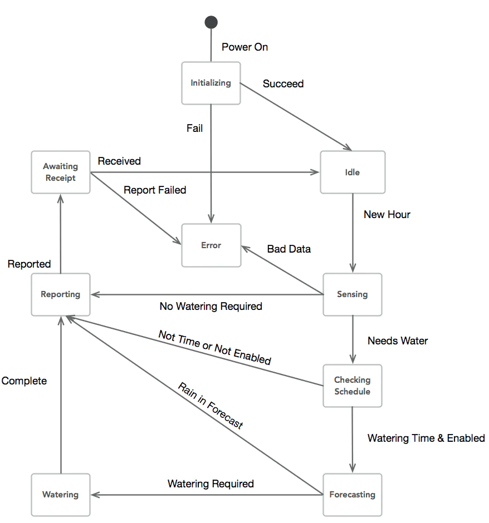 Power On
Initializing
Succeed
Fail
Awaiting
Receipt
Received
Idle
Report Failed
New Hour
Error
Bad Data
Reported
Reporting
No Watering Required
Sensing
Not Time or Not Enabled
Needs Water
Complete
Rain in Forecast
Checking
Schedule
Watering Time & Enabled
Watering
Watering Required
Forecasting